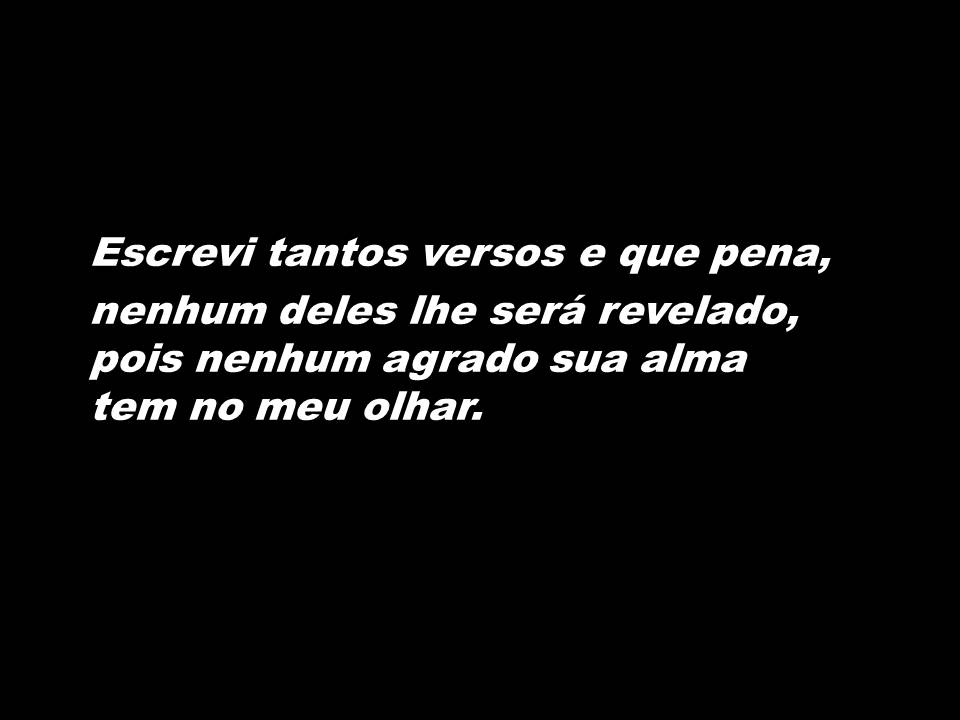 Escrevi tantos versos e que pena,
nenhum deles lhe será revelado,
pois nenhum agrado sua alma
tem no meu olhar.